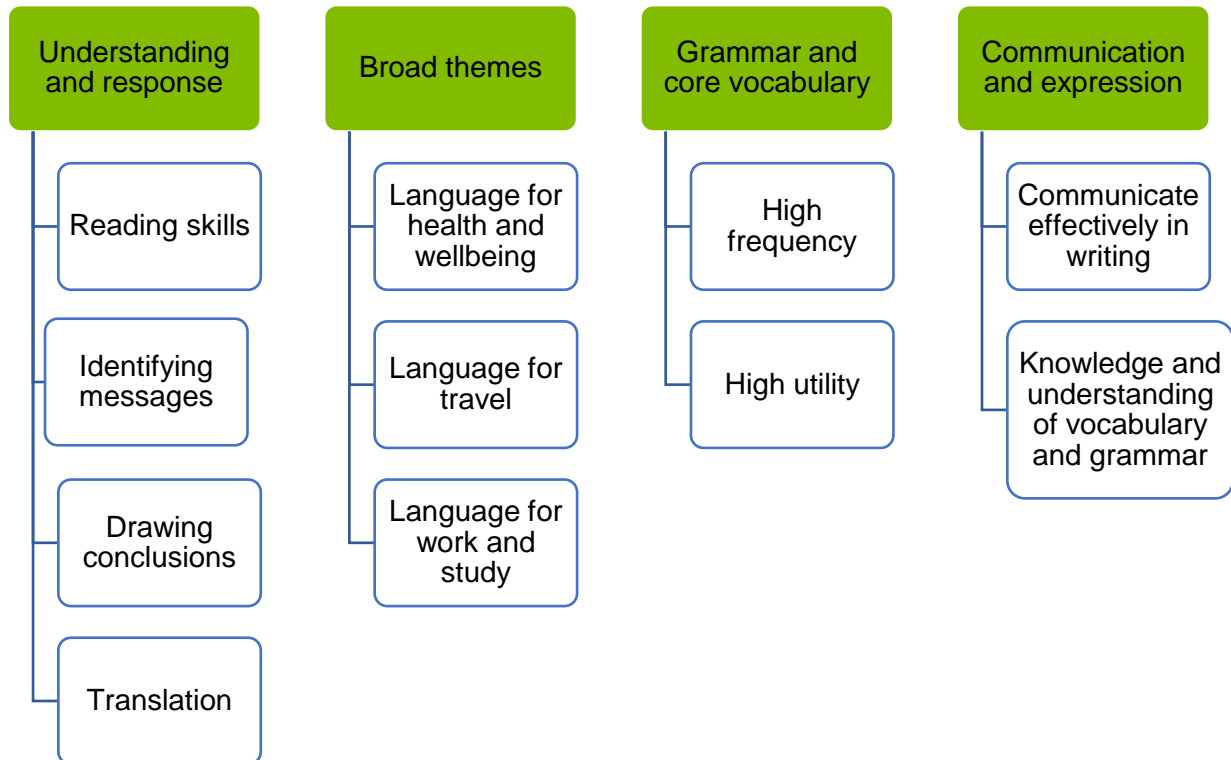 Understanding
and response
Reading skills
Identifying
messages
Drawing
conclusions
Translation
Broad themes
Language for
health and
wellbeing
Language for
travel
Language for
work and
study
Grammar and
core vocabulary
High
frequency
High utility
Communication
and expression
Communicate
effectively in
writing
Knowledge and
understanding
of vocabulary
and grammar